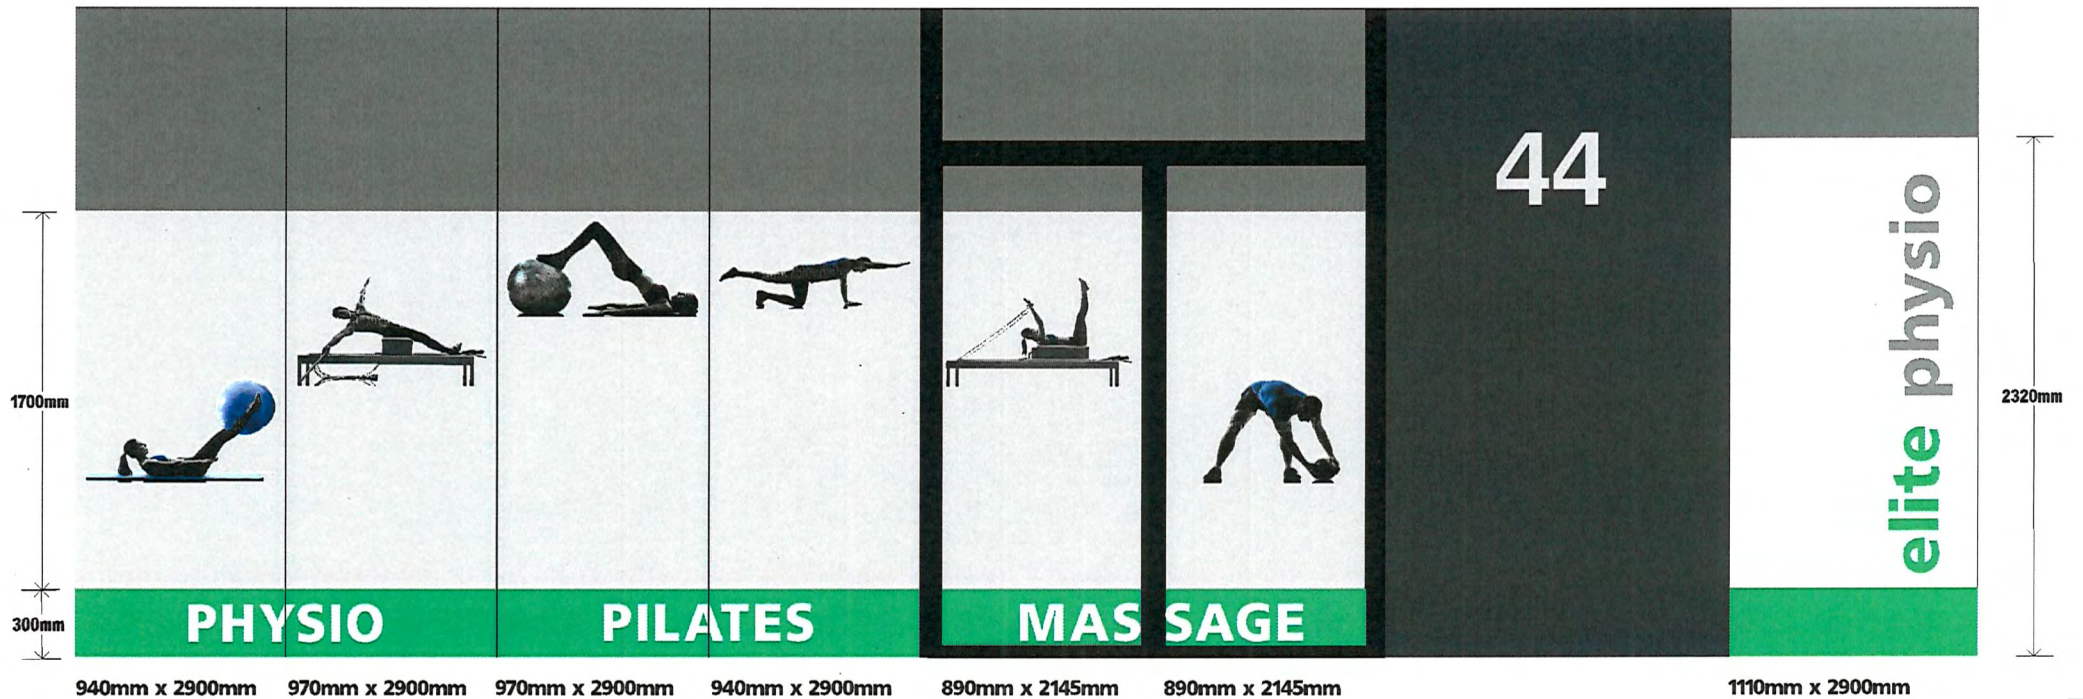 44
elite physio
1700mm
2320mm
300mm
PHYSIO PILATES MASSAGE
940mm x 2900mm 970mm x 2900mm 970mm x 2900mm 940mm x 2900mm 890mm x 2145mm 890mm x 2145mm 1110mm x 2900mm